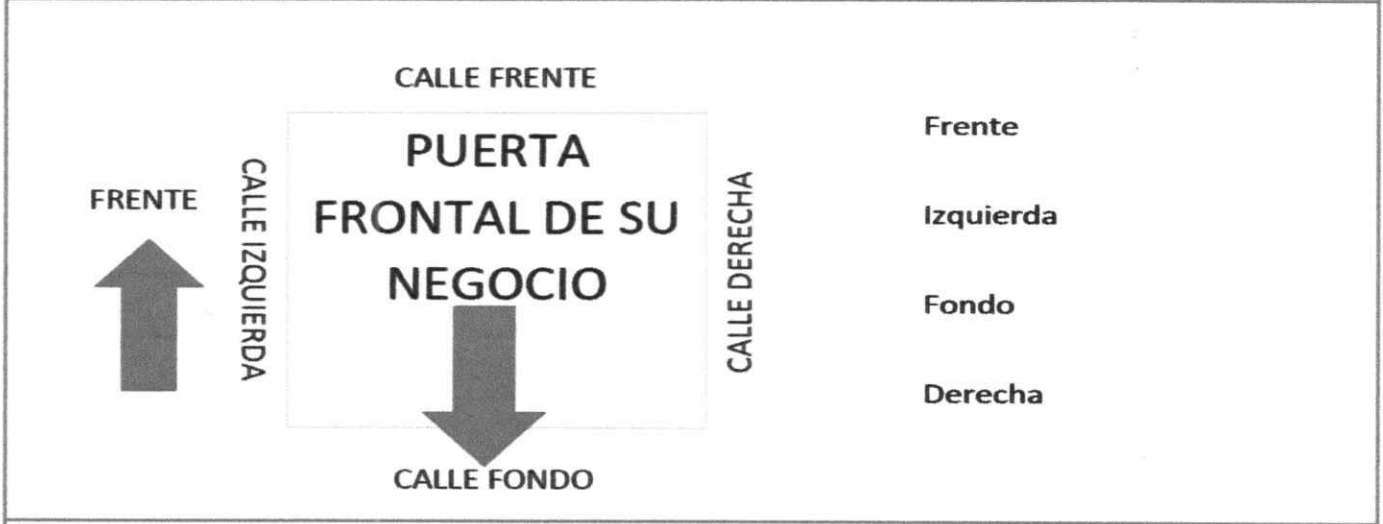 CALLE FRENTE
PUERTA
FRONTAL DE SU
NEGOCIO
FRENTE
CALLE IZQUIERDA
CALLE DERECHA
CALLE FONDO
Frente
Izquierda
Fondo
Derecha